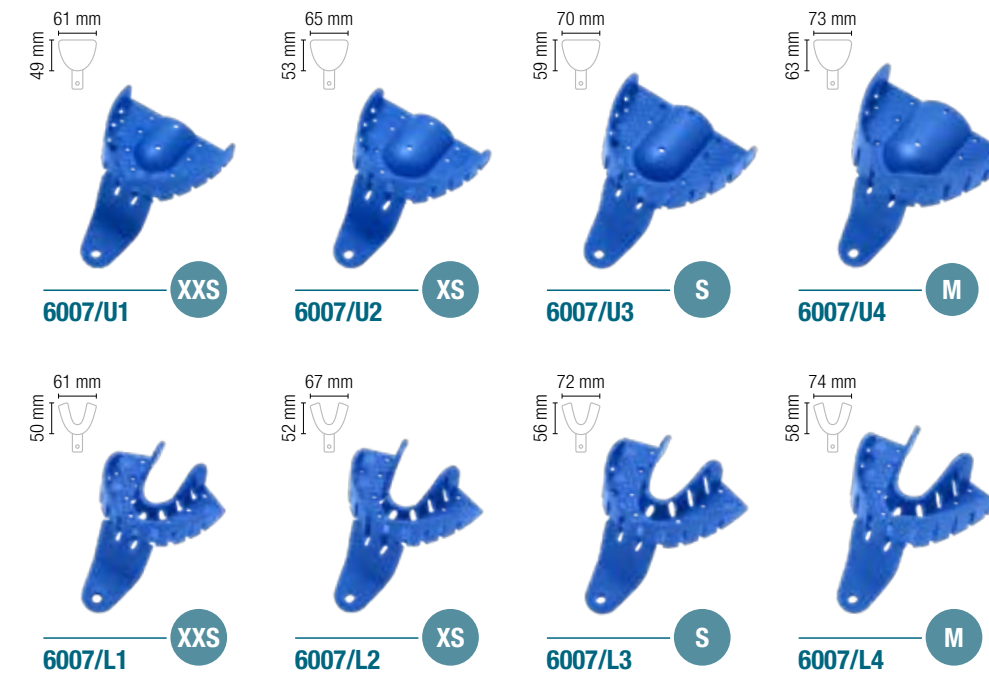 61 mm
49 mm
XXS
6007/U1
65 mm
53 mm
XS
6007/U2
70 mm
59 mm
S
6007/U3
73 mm
63 mm
M
6007/U4
61 mm
50 mm
XXS
6007/L1
67 mm
52 mm
XS
6007/L2
72 mm
56 mm
S
6007/L3
74 mm
58 mm
M
6007/L4